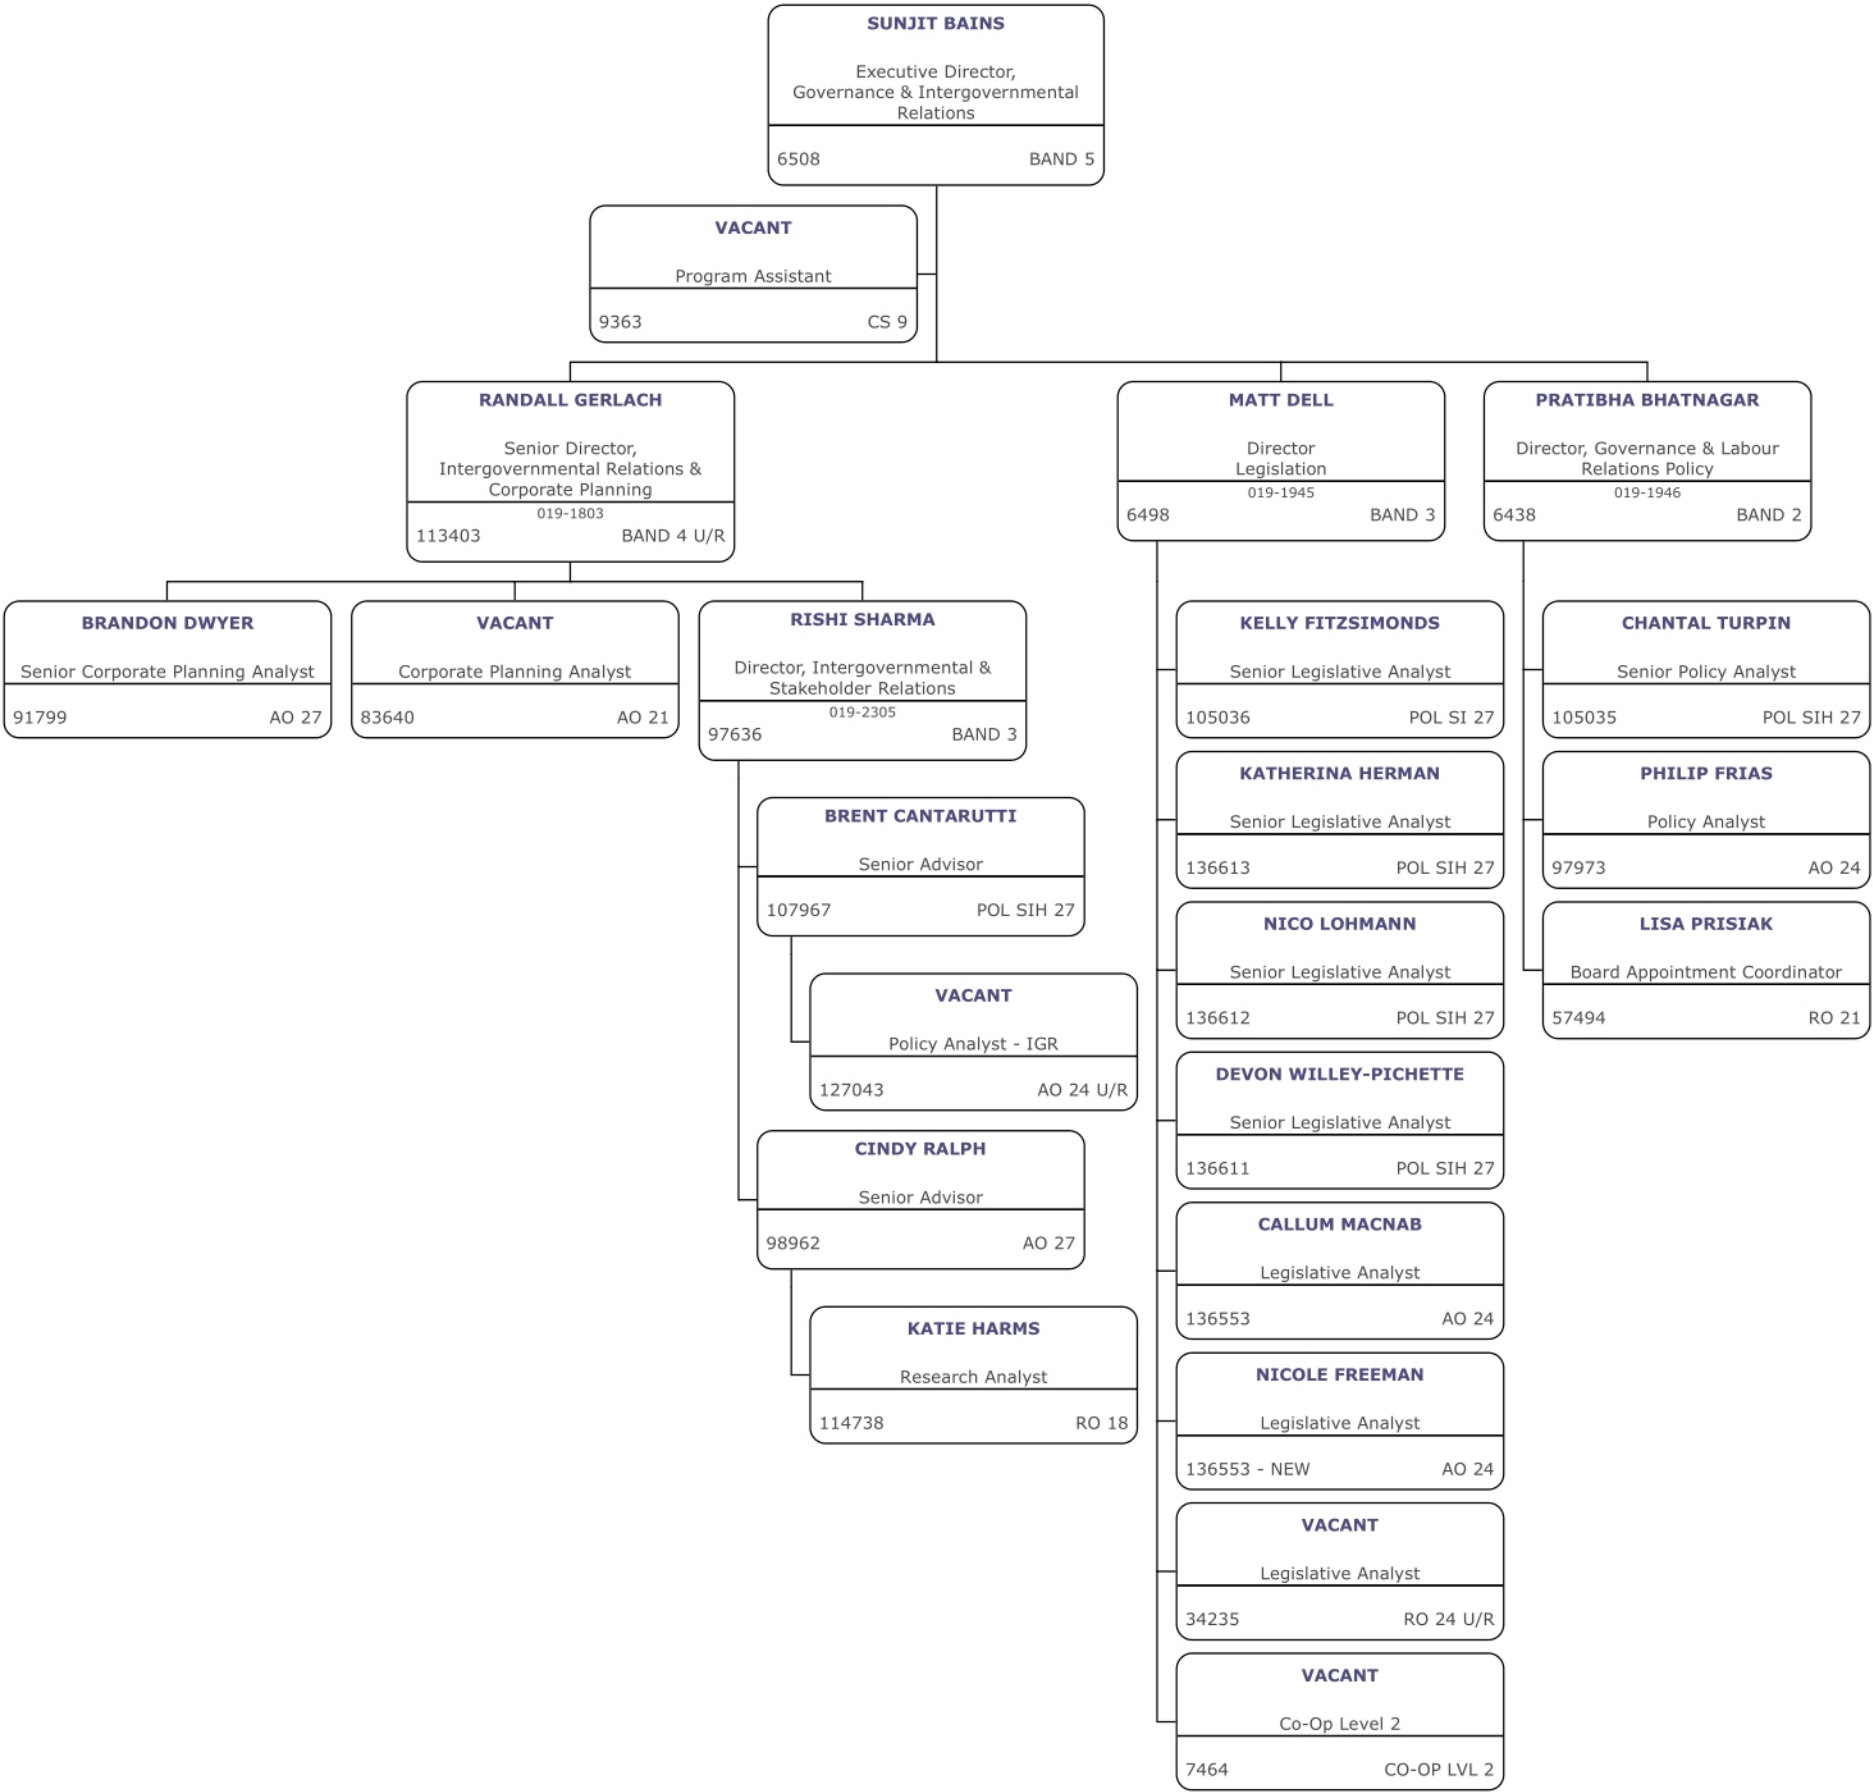 SUNJIT BAINS
Executive Director,
Governance & Intergovernmental
Relations
6508 BAND 5
VACANT
Program Assistant
9363 CS 9
RANDALL GERLACH
Senior Director,
Intergovernmental Relations &
Corporate Planning
019-1803
113403 BAND 4 U/R
MATT DELL
Director
Legislation
019-1945
6498 BAND 3
PRATIBHA BHATNAGAR
Director, Governance & Labour
Relations Policy
019-1946
6438 BAND 2
BRANDON DWYER
Senior Corporate Planning Analyst
91799 AO 27
VACANT
Corporate Planning Analyst
83640 AO 21
RISHI SHARMA
Director, Intergovernmental &
Stakeholder Relations
019-2305
97636 BAND 3
BRENT CANTARUTTI
Senior Advisor
107967 POL SIH 27
VACANT
Policy Analyst - IGR
127043 AO 24 U/R
CINDY RALPH
Senior Advisor
98962 AO 27
KATIE HARMS
Research Analyst
114738 RO 18
KELLY FITZSIMONDS
Senior Legislative Analyst
105036 POL SI 27
KATHERINA HERMAN
Senior Legislative Analyst
136613 POL SIH 27
NICO LOHMANN
Senior Legislative Analyst
136612 POL SIH 27
DEVON WILLEY-PICHETTE
Senior Legislative Analyst
136611 POL SIH 27
CALLUM MACNAB
Legislative Analyst
136553 AO 24
NICOLE FREEMAN
Legislative Analyst
136553 - NEW AO 24
VACANT
Legislative Analyst
34235 RO 24 U/R
VACANT
Co-Op Level 2
7464 CO-OP LVL 2
CHANTAL TURPIN
Senior Policy Analyst
105035 POL SIH 27
PHILIP FRIAS
Policy Analyst
97973 AO 24
LISA PRISIAK
Board Appointment Coordinator
57494 RO 21